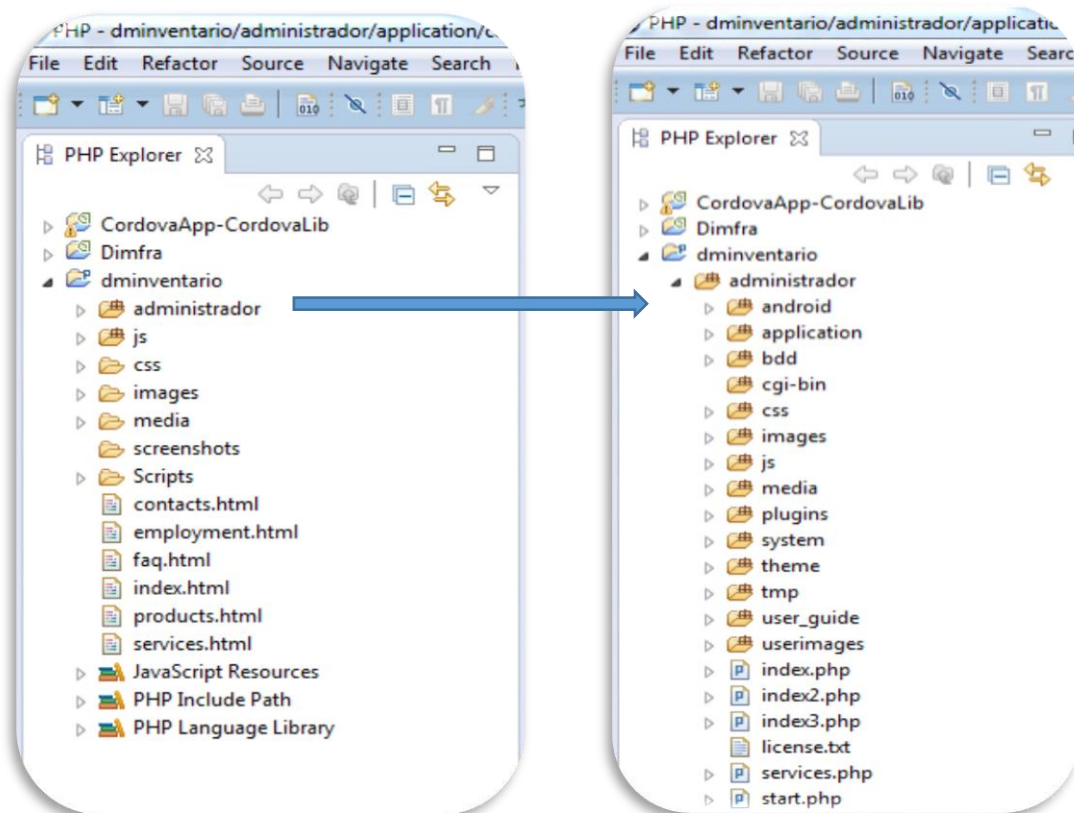 PHP - dminventario/administrador/application/c
File Edit Refactor Source Navigate Search
PHP Explorer
CordovaApp-CordovaLib
Dimfra
dminventario
administrador
js
css
images
media
screenshots
Scripts
contacts.html
employment.html
faq.html
index.html
products.html
services.html
JavaScript Resources
PHP Include Path
PHP Language Library
PHP - dminventario/administrador/applicatio
File Edit Refactor Source Navigate Searc
PHP Explorer
CordovaApp-CordovaLib
Dimfra
dminventario
administrador
android
application
bdd
cgi-bin
css
images
js
media
plugins
system
theme
tmp
user_guide
userimages
index.php
index2.php
index3.php
license.txt
services.php
start.php